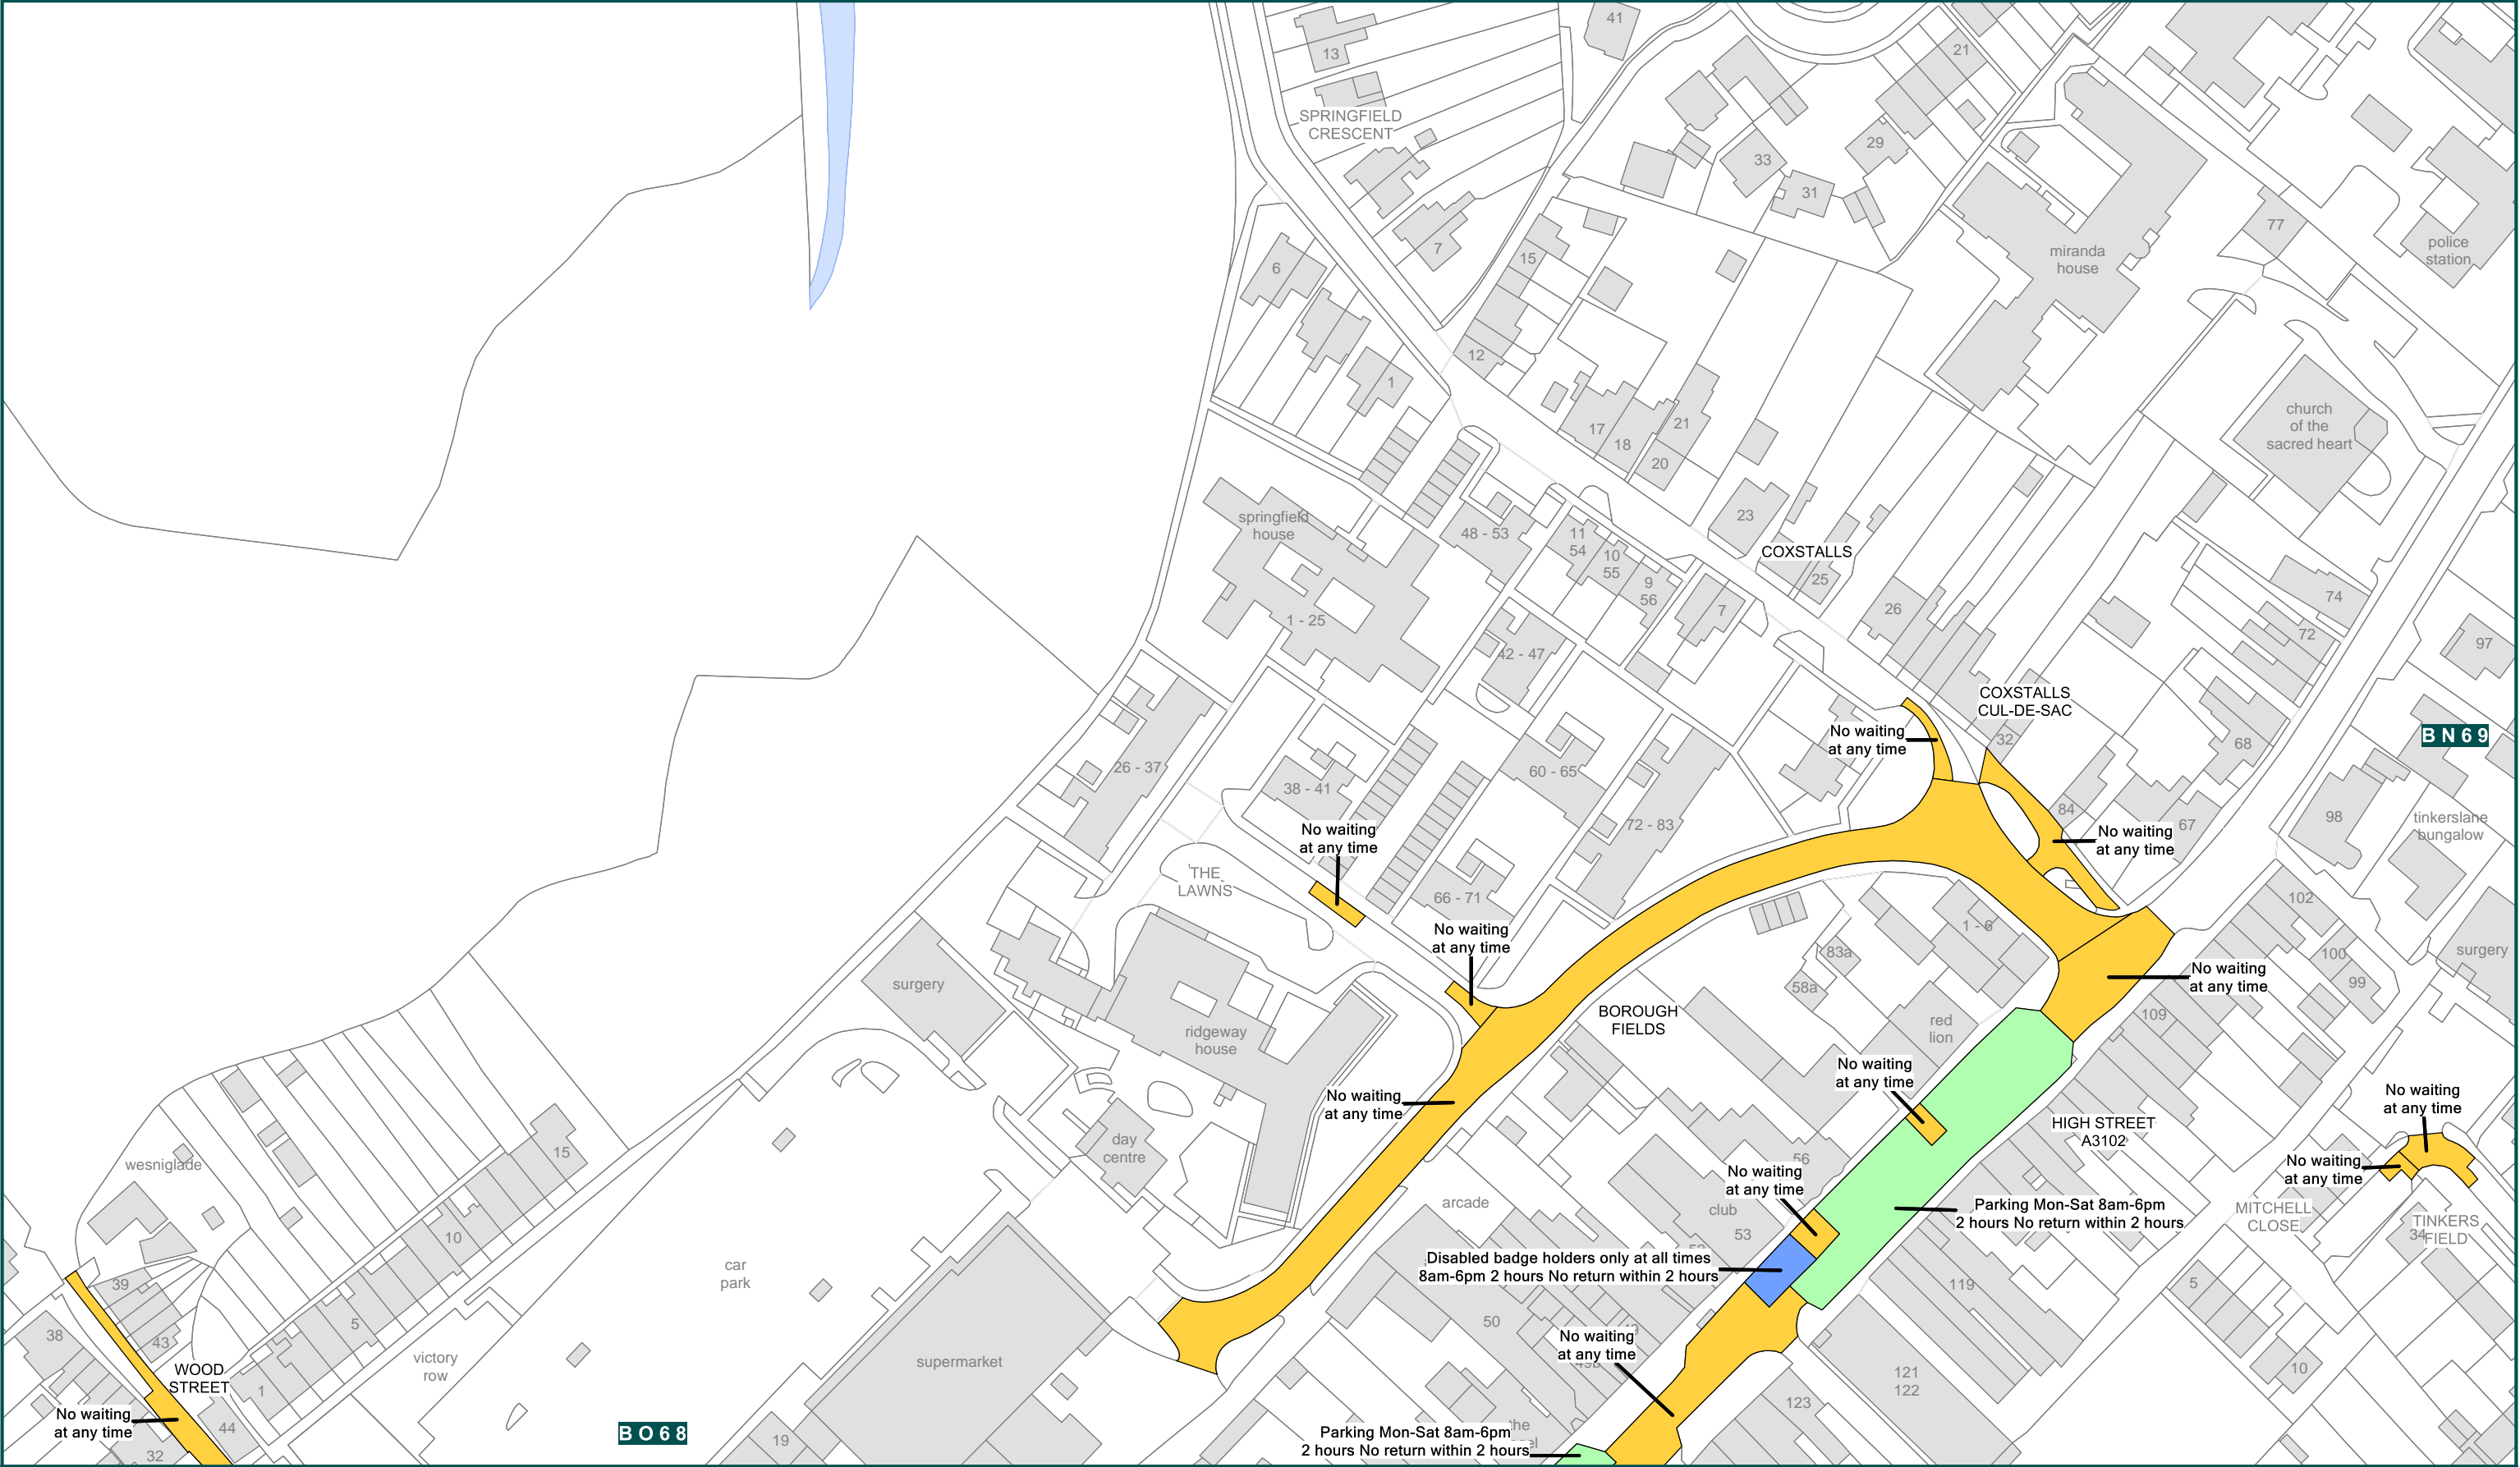 41
13
21
SPRINGFIELD
CRESCENT
29
33
31
7
15
77
police
station
miranda
house
6
12
1
17
18
21
20
church
of the
sacred heart
springfield
house
48 - 53
11
54
10
55
9
56
23
COXSTALLS
25
26
7
74
72
97
1 - 25
42 - 47
COXSTALLS
CUL-DE-SAC
32
68
BN69
No waiting
at any time
26 - 37
38 - 41
60 - 65
72 - 83
84
67
98
tinkerslane
bungalow
No waiting
at any time
No waiting
at any time
THE
LAWNS
66 - 71
1 - 6
102
No waiting
at any time
83a
58a
100
99
surgery
surgery
No waiting
at any time
BOROUGH
FIELDS
109
red
lion
ridgeway
house
No waiting
at any time
No waiting
at any time
No waiting
at any time
HIGH STREET
A3102
day
centre
15
wesniglade
56
No waiting
at any time
No waiting
at any time
arcade
club
53
Parking Mon-Sat 8am-6pm
2 hours No return within 2 hours
MITCHELL
CLOSE
TINKERS
FIELD
34
10
Disabled badge holders only at all times
8am-6pm 2 hours No return within 2 hours
car
park
39
5
119
5
38
43
50
No waiting
at any time
49b
victory
row
supermarket
WOOD
STREET
1
121
122
10
123
No waiting
at any time
44
32
BO68
19
the
Parking Mon-Sat 8am-6pm
2 hours No return within 2 hours